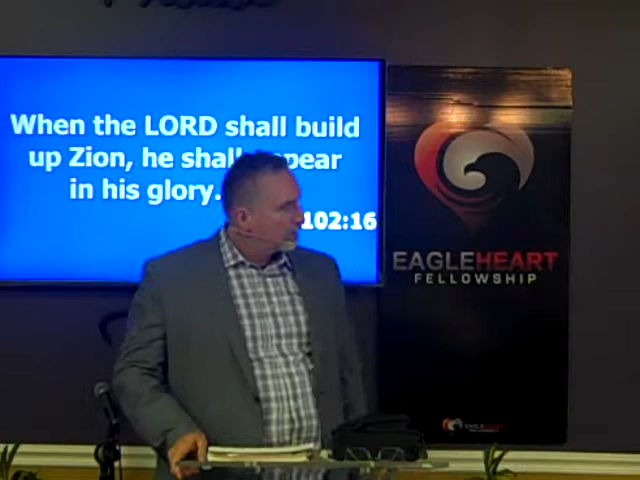 When the LORD shall build
up Zion, he shall
in his glory.
102:16
EAGLEHEART
FELLOWSHIP